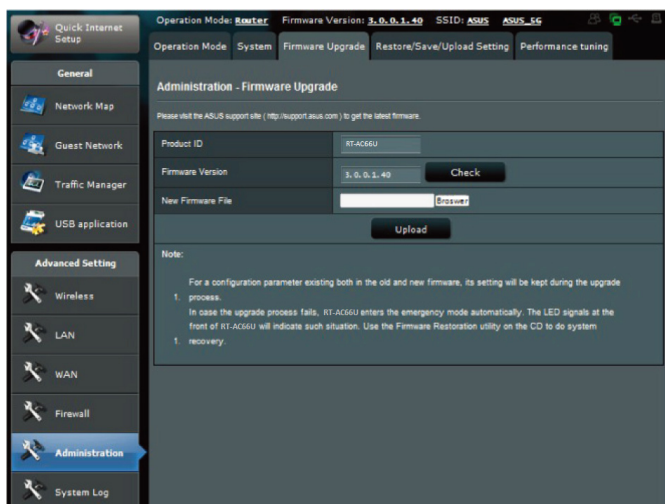 Quick Internet
Setup
Operation Mode: Router Firmware Version: 3.0.0.1.40 SSID: ASUS ASUS_5G
Operation Mode System Firmware Upgrade Restore/Save/Upload Setting Performance tuning
General
Network Map
Guest Network
Traffic Manager
USB application
Advanced Setting
Wireless
LAN
WAN
Firewall
Administration
System Log
Administration - Firmware Upgrade
Please visit the ASUS support site ( http://support.asus.com ) to get the latest firmware.
Product ID RT-AC66U
Firmware Version 3.0.0.1.40 Check
New Firmware File Broswer
Upload
Note:
For a configuration parameter existing both in the old and new firmware, its setting will be kept during the upgrade
1. process.
In case the upgrade process fails, RT-AC66U enters the emergency mode automatically. The LED signals at the
front of RT-AC66U will indicate such situation. Use the Firmware Restoration utility on the CD to do system
1. recovery.